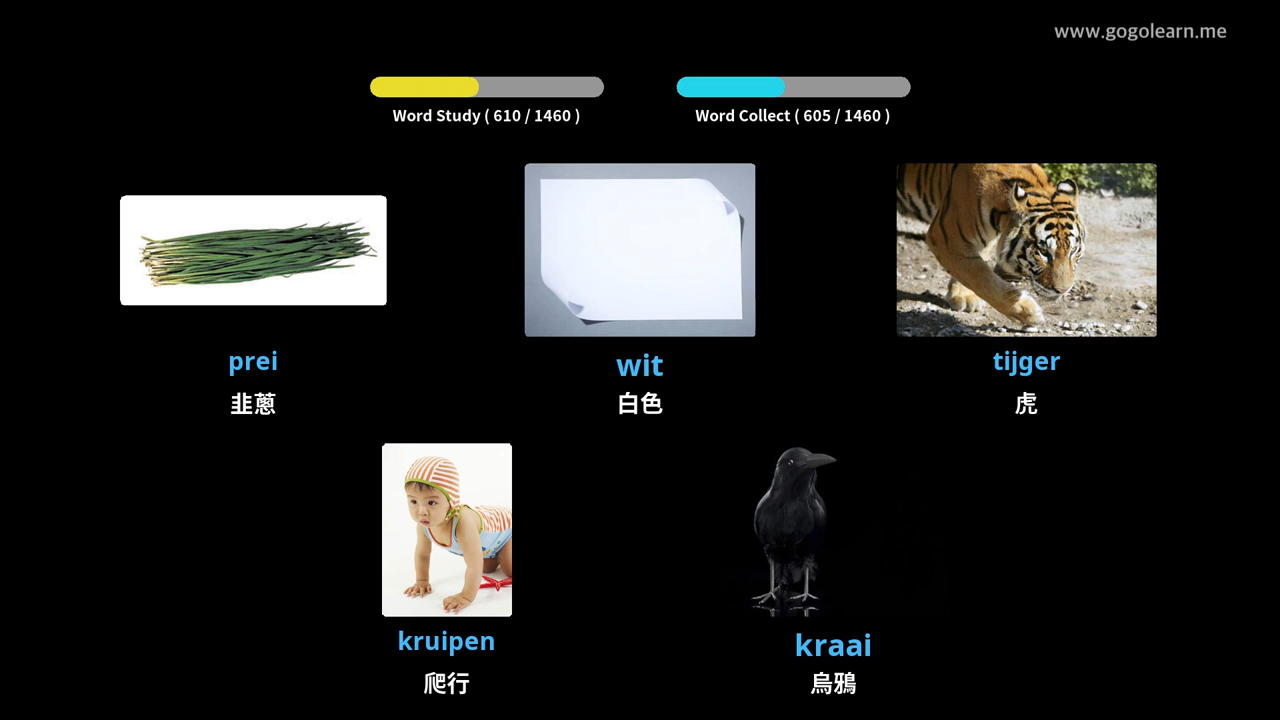 www.gogolearn.me
Word Study ( 610 / 1460 )
Word Collect ( 605 / 1460 )
prei
韭蔥
wit
白色
tijger
虎
kruipen
爬行
kraai
烏鴉